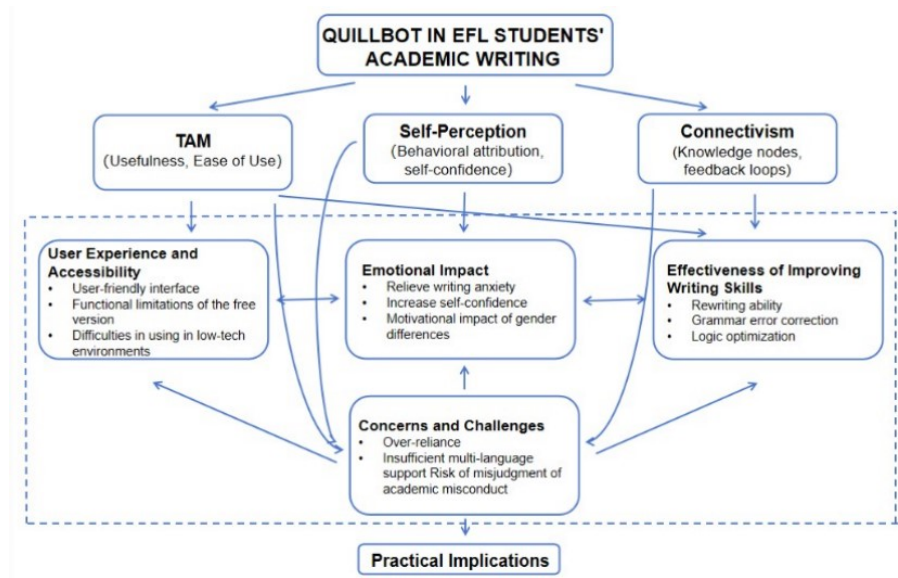 QUILLBOT IN EFL STUDENTS'
ACADEMIC WRITING
TAM
(Usefulness, Ease of Use)
Self-Perception
(Behavioral attribution,
self-confidence)
Connectivism
(Knowledge nodes,
feedback loops)
User Experience and
Accessibility
• User-friendly interface
• Functional limitations of the free
version
• Difficulties in using in low-tech
environments
Emotional Impact
• Relieve writing anxiety
• Increase self-confidence
• Motivational impact of gender
differences
Effectiveness of Improving
Writing Skills
• Rewriting ability
• Grammar error correction
• Logic optimization
Concerns and Challenges
• Over-reliance
• Insufficient multi-language
support Risk of misjudgment of
academic misconduct
Practical Implications